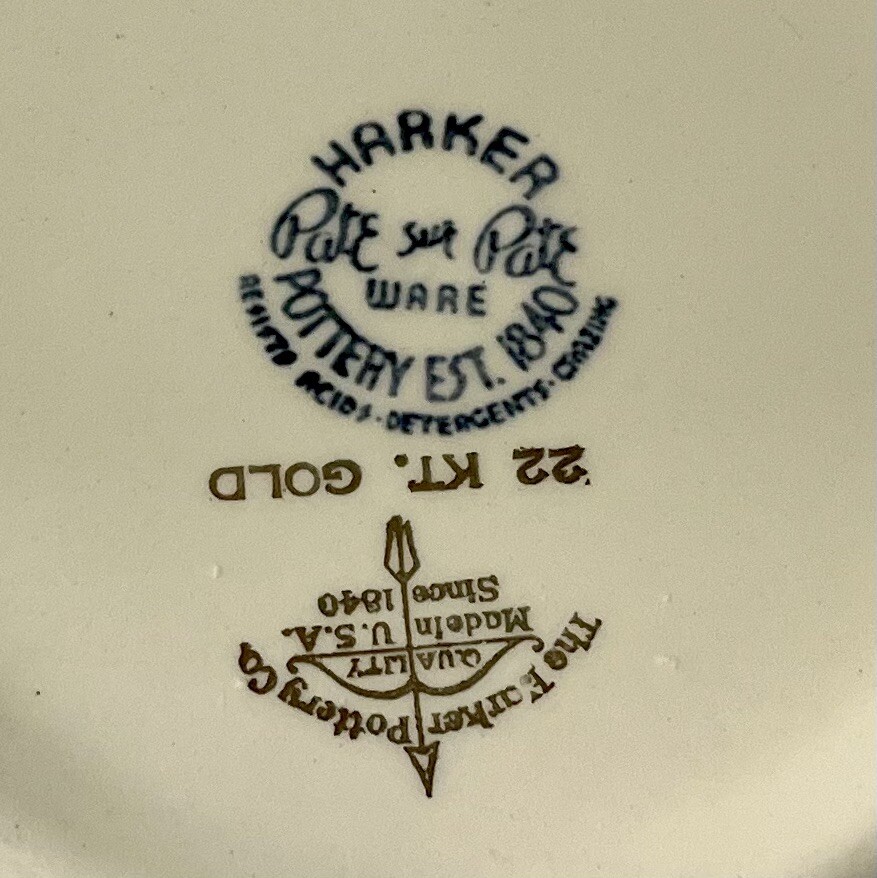 HARKER
Pate sur Pate
WARE
POTTERY EST. 1840
RESISTS ACIDS · DETERGENTS · CRAZING
The Harker Pottery Co
QUALITY
Made in U.S.A.
Since 1840
22 KT. GOLD